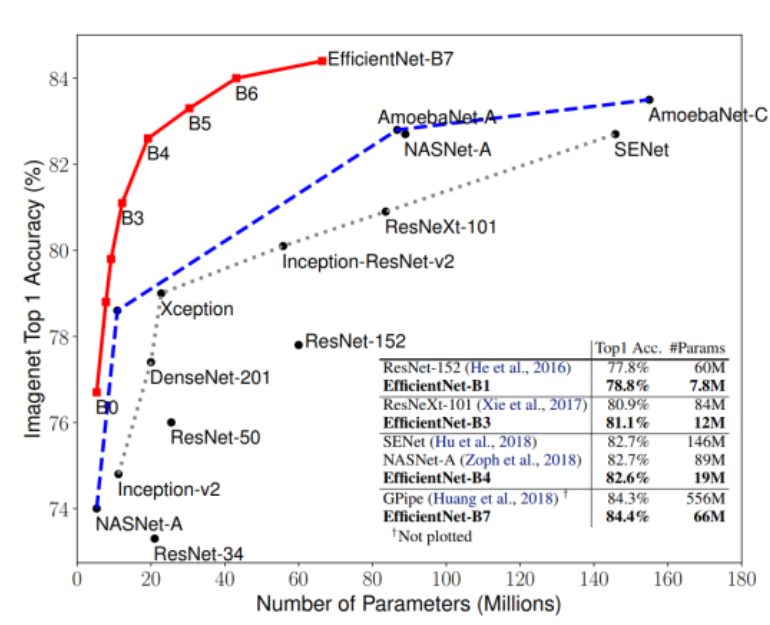 EfficientNet-B7
84
B6
AmoebaNet-A
AmoebaNet-C
B5
NASNet-A
SENet
B4
82
B3
ResNeXt-101
80
Inception-ResNet-v2
Xception
78
ResNet-152
DenseNet-201
B0
76
ResNet-50
Inception-v2
74
NASNet-A
ResNet-34
Imagenet Top 1 Accuracy (%)
Top1 Acc. #Params
ResNet-152 (He et al., 2016) 77.8% 60M
EfficientNet-B1 78.8% 7.8M
ResNeXt-101 (Xie et al., 2017) 80.9% 84M
EfficientNet-B3 81.1% 12M
SENet (Hu et al., 2018) 82.7% 146M
NASNet-A (Zoph et al., 2018) 82.7% 89M
EfficientNet-B4 82.6% 19M
GPipe (Huang et al., 2018) † 84.3% 556M
EfficientNet-B7 84.4% 66M
†Not plotted
0 20 40 60 80 100 120 140 160 180
Number of Parameters (Millions)